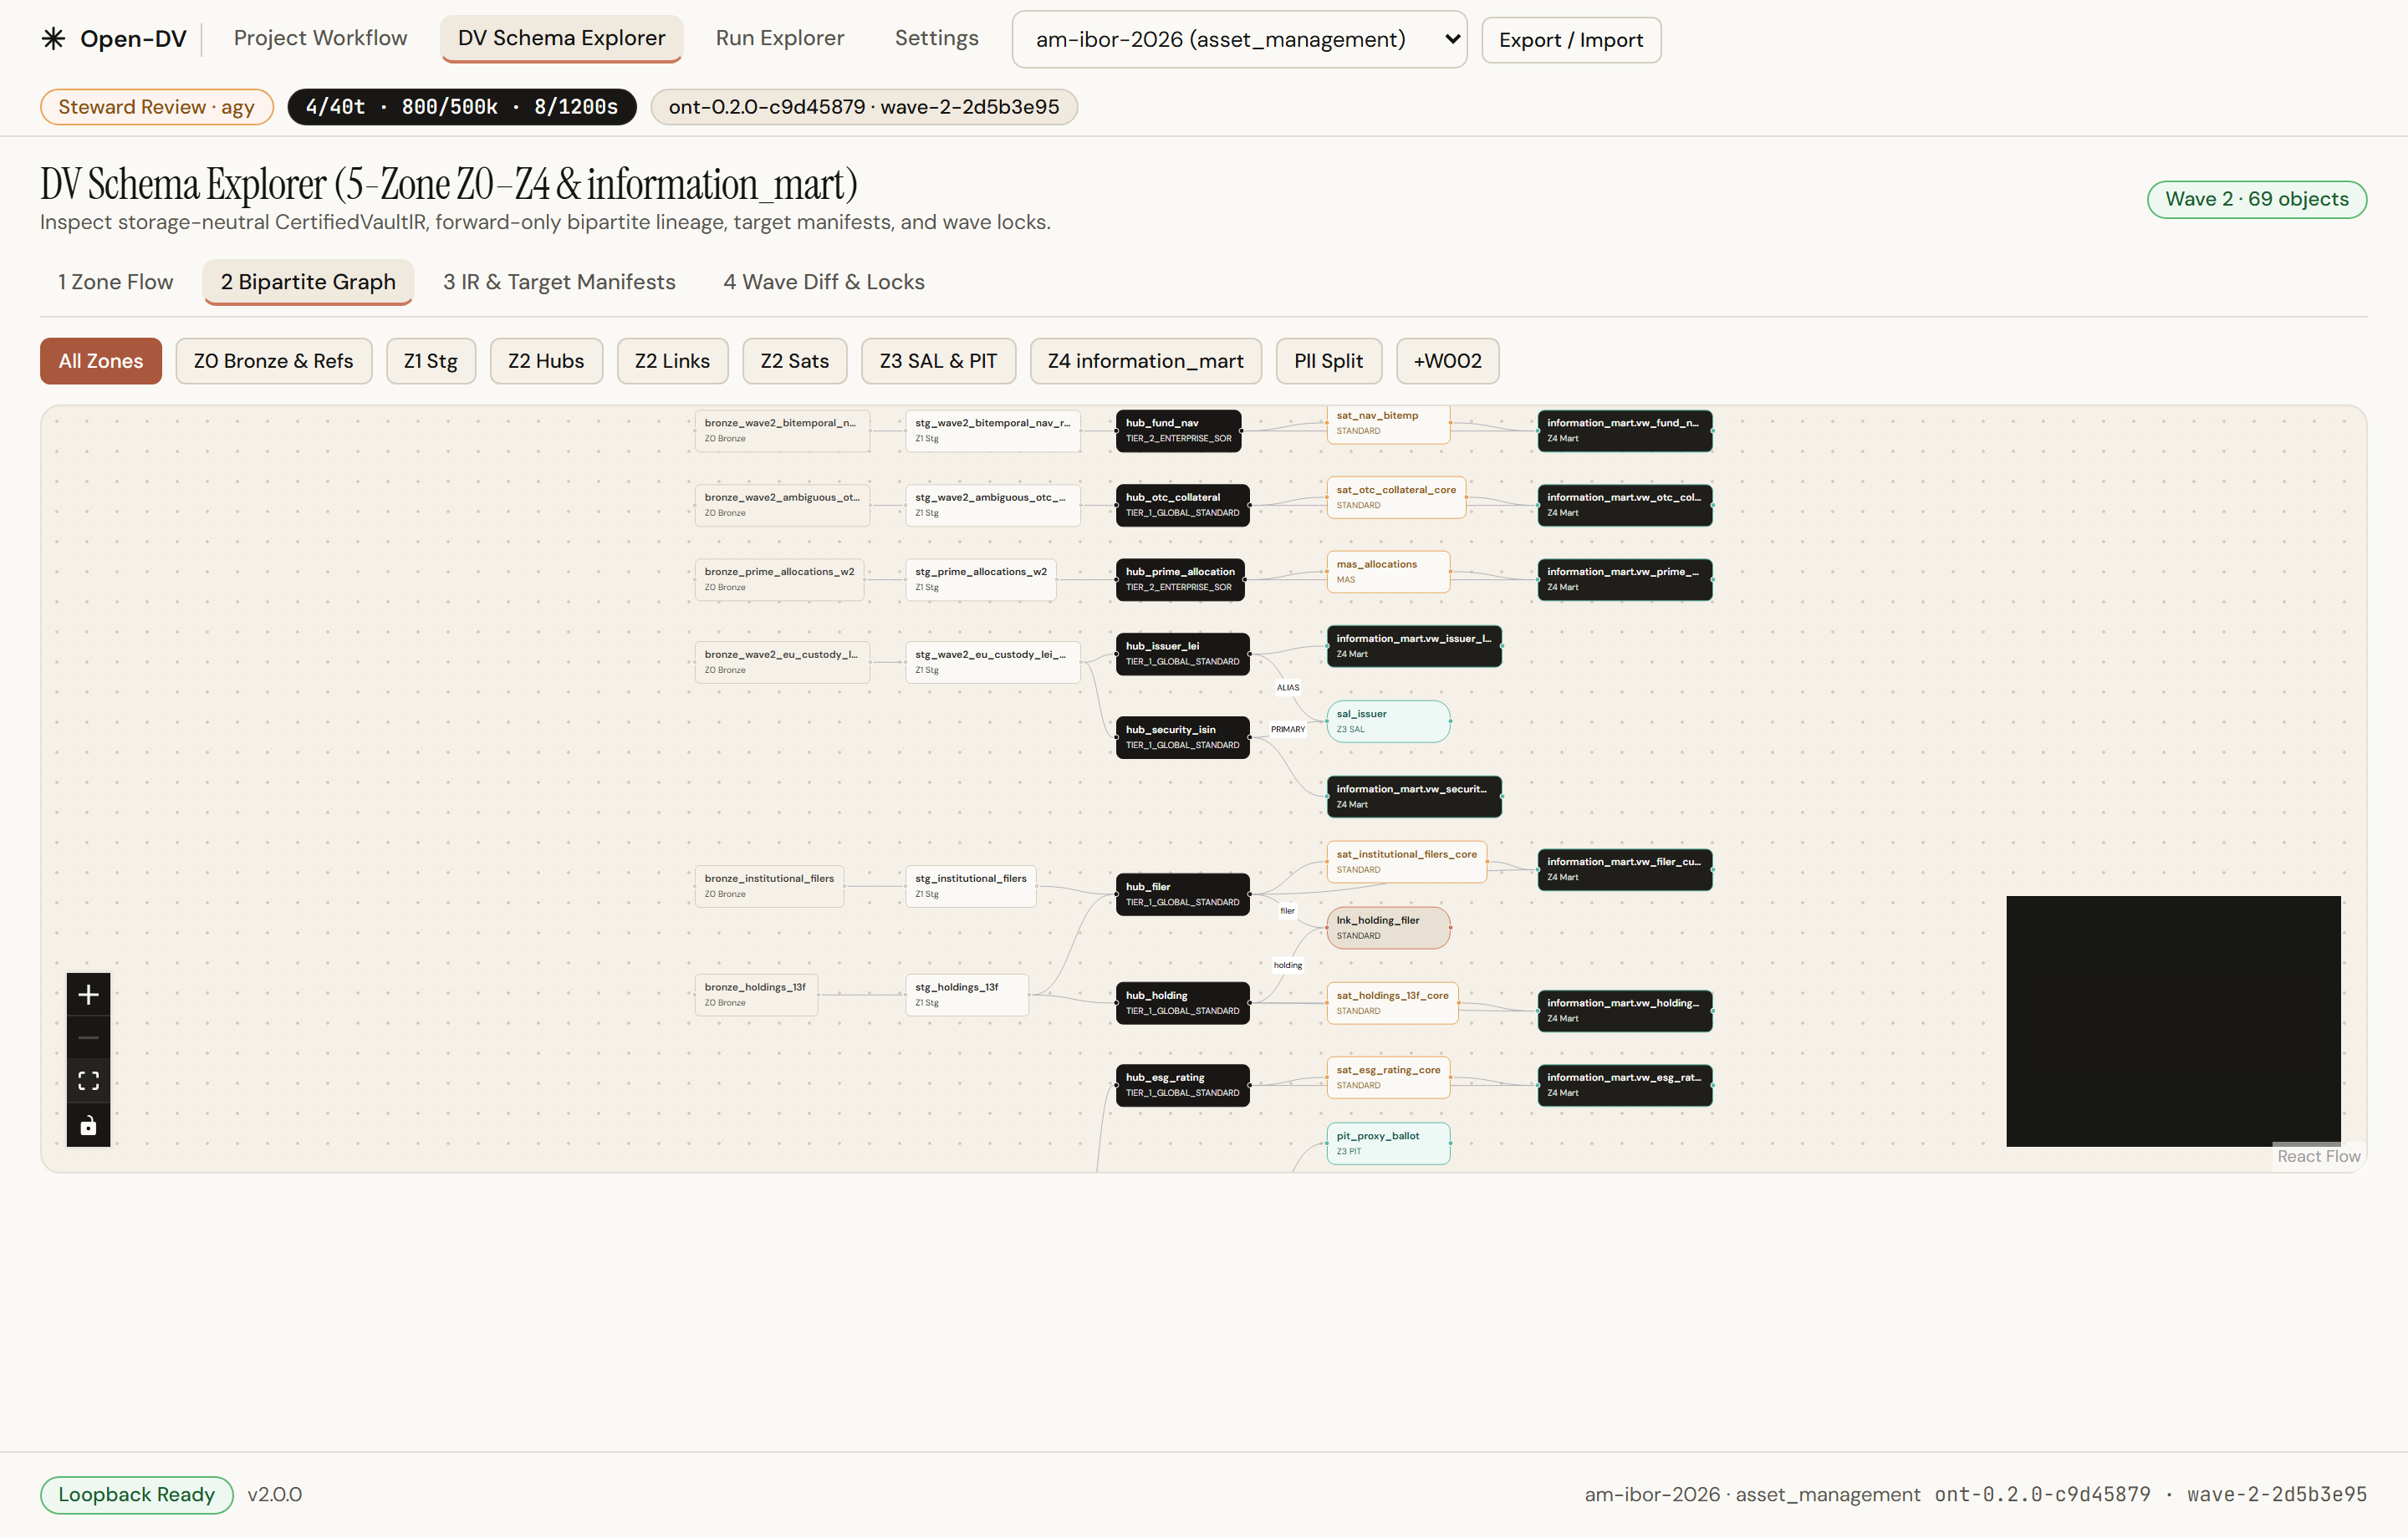 Open-DV
Project Workflow
DV Schema Explorer
Run Explorer
Settings
am-ibor-2026 (asset_management)
Export / Import
Steward Review · agy
4/40t · 800/500k · 8/1200s
ont-0.2.0-c9d45879 · wave-2-2d5b3e95
DV Schema Explorer (5-Zone Z0-Z4 & information_mart)
Inspect storage-neutral CertifiedVaultIR, forward-only bipartite lineage, target manifests, and wave locks.
Wave 2 · 69 objects
1 Zone Flow
2 Bipartite Graph
3 IR & Target Manifests
4 Wave Diff & Locks
All Zones
Z0 Bronze & Refs
Z1 Stg
Z2 Hubs
Z2 Links
Z2 Sats
Z3 SAL & PIT
Z4 information_mart
PII Split
+W002
bronze_wave2_bitemporal_n...
Z0 Bronze
stg_wave2_bitemporal_nav_r...
Z1 Stg
hub_fund_nav
TIER_2_ENTERPRISE_SOR
sat_nav_bitemp
STANDARD
information_mart.vw_fund_n...
Z4 Mart
bronze_wave2_ambiguous_ot...
Z0 Bronze
stg_wave2_ambiguous_otc_...
Z1 Stg
hub_otc_collateral
TIER_1_GLOBAL_STANDARD
sat_otc_collateral_core
STANDARD
information_mart.vw_otc_col...
Z4 Mart
bronze_prime_allocations_w2
Z0 Bronze
stg_prime_allocations_w2
Z1 Stg
hub_prime_allocation
TIER_2_ENTERPRISE_SOR
mas_allocations
MAS
information_mart.vw_prime_...
Z4 Mart
bronze_wave2_eu_custody_l...
Z0 Bronze
stg_wave2_eu_custody_lei_...
Z1 Stg
hub_issuer_lei
TIER_1_GLOBAL_STANDARD
information_mart.vw_issuer_l...
Z4 Mart
ALIAS
sal_issuer
Z3 SAL
PRIMARY
hub_security_isin
TIER_1_GLOBAL_STANDARD
information_mart.vw_securit...
Z4 Mart
bronze_institutional_filers
Z0 Bronze
stg_institutional_filers
Z1 Stg
hub_filer
TIER_1_GLOBAL_STANDARD
sat_institutional_filers_core
STANDARD
information_mart.vw_filer_cu...
Z4 Mart
filer
lnk_holding_filer
STANDARD
holding
bronze_holdings_13f
Z0 Bronze
stg_holdings_13f
Z1 Stg
hub_holding
TIER_1_GLOBAL_STANDARD
sat_holdings_13f_core
STANDARD
information_mart.vw_holding...
Z4 Mart
hub_esg_rating
TIER_1_GLOBAL_STANDARD
sat_esg_rating_core
STANDARD
information_mart.vw_esg_rat...
Z4 Mart
pit_proxy_ballot
Z3 PIT
React Flow
Loopback Ready
v2.0.0
am-ibor-2026 · asset_management ont-0.2.0-c9d45879 · wave-2-2d5b3e95